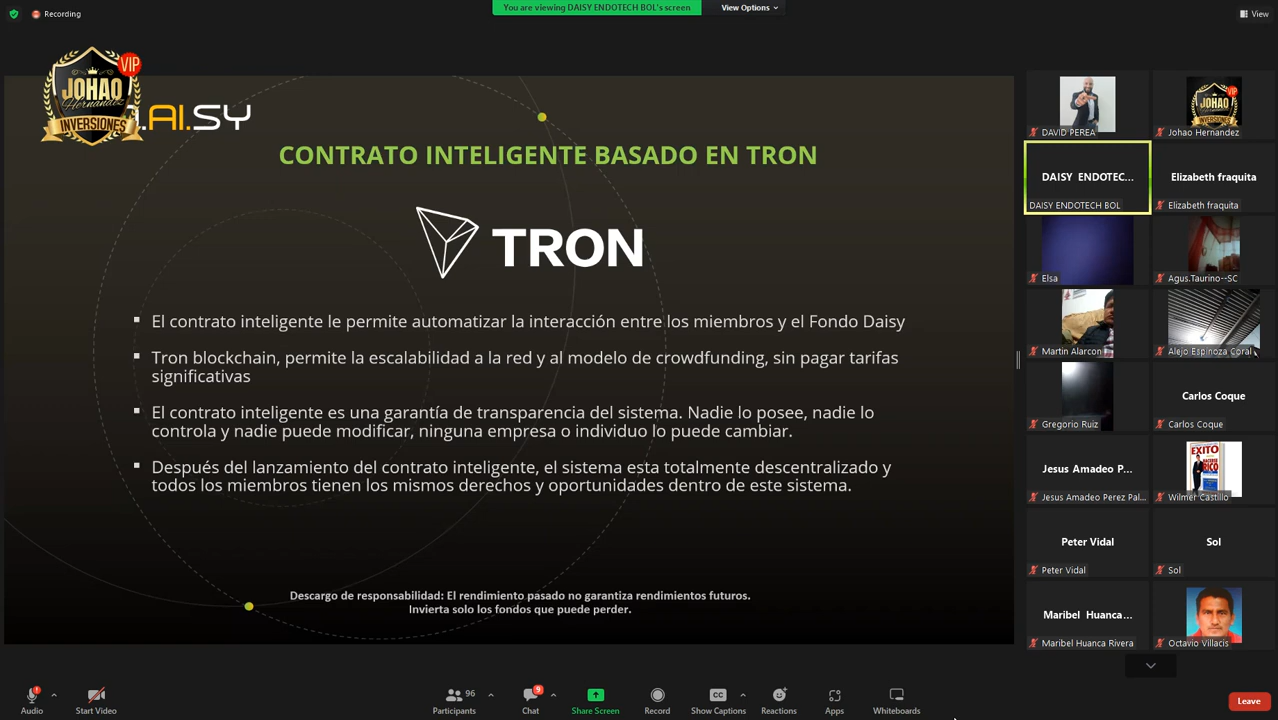 Recording
You are viewing DAISY ENDOTECH BOL's screen
View Options
View
JOHAO
Hernandez
INVERSIONES
VIP
.AI.SY
CONTRATO INTELIGENTE BASADO EN TRON
TRON
El contrato inteligente le permite automatizar la interacción entre los miembros y el Fondo Daisy
Tron blockchain, permite la escalabilidad a la red y al modelo de crowdfunding, sin pagar tarifas
significativas
El contrato inteligente es una garantía de transparencia del sistema. Nadie lo posee, nadie lo
controla y nadie puede modificar, ninguna empresa o individuo lo puede cambiar.
Después del lanzamiento del contrato inteligente, el sistema esta totalmente descentralizado y
todos los miembros tienen los mismos derechos y oportunidades dentro de este sistema.
Descargo de responsabilidad: El rendimiento pasado no garantiza rendimientos futuros.
Invierta solo los fondos que puede perder.
DAVID PEREA
JOHAO
INVERSIONES
VIP
Johao Hernandez
DAISY ENDOTEC...
DAISY ENDOTECH BOL
Elizabeth fraquita
Elizabeth fraquita
Elsa
Agus.Taurino--SC
Martin Alarcon
Alejo Espinoza Coral
Gregorio Ruiz
Carlos Coque
Carlos Coque
Jesus Amadeo P...
Jesus Amadeo Perez Pal...
EXITO
RICO
Wilmer Castillo
Peter Vidal
Peter Vidal
Sol
Sol
Maribel Huanca...
Maribel Huanca Rivera
Octavio Villacis
Audio
Start Video
96
Participants
9
Chat
Share Screen
Record
CC
Show Captions
Reactions
Apps
Whiteboards
Leave